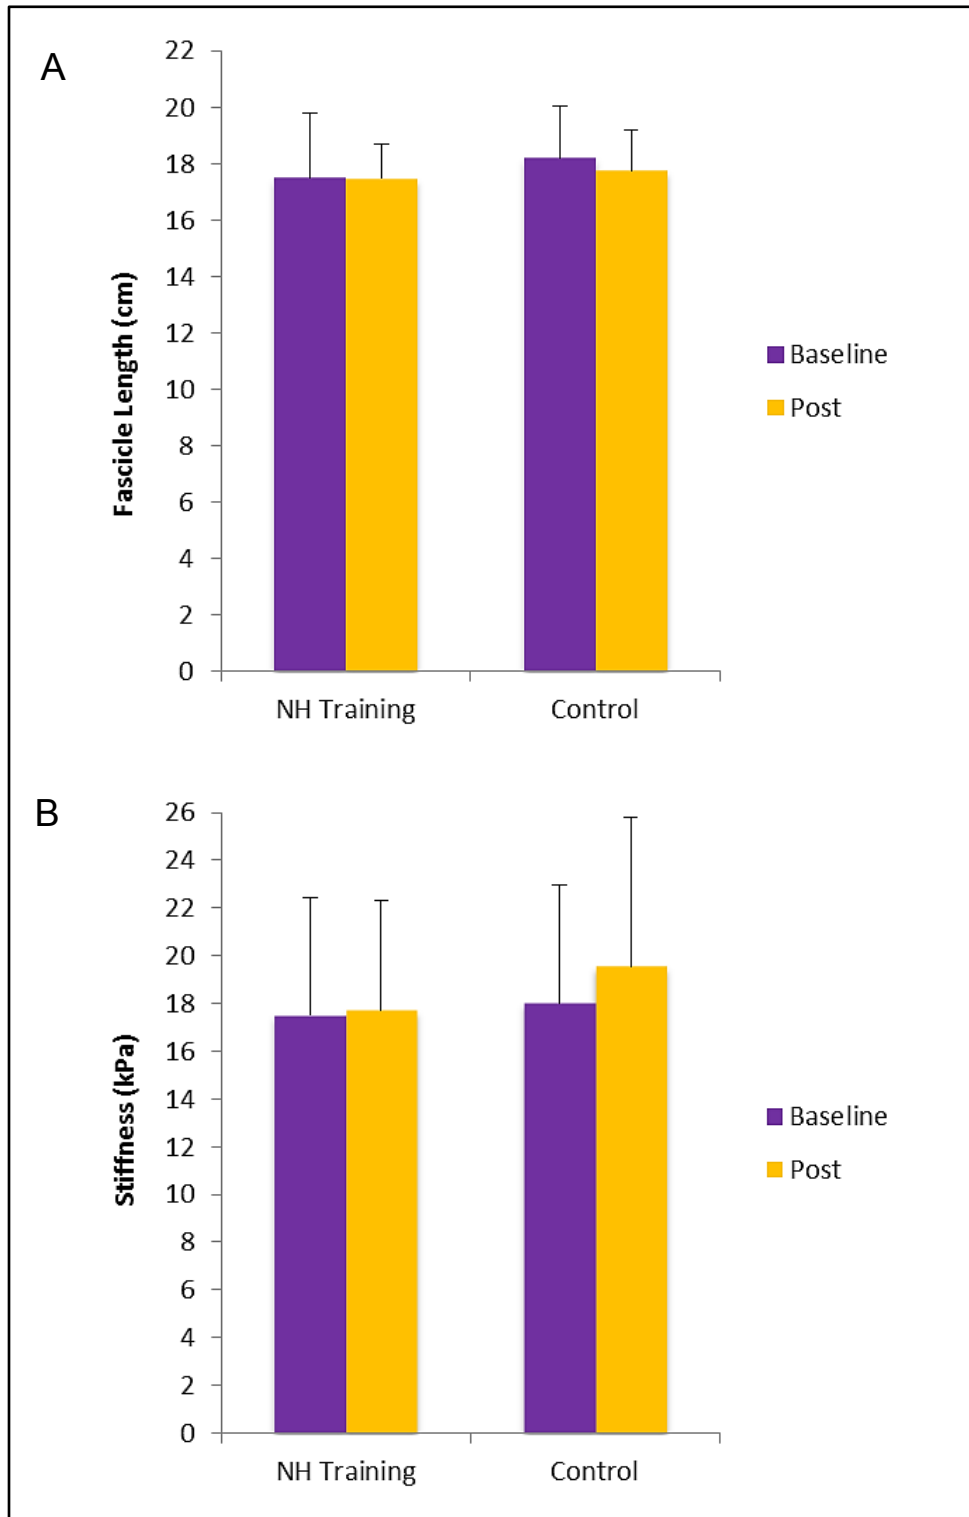 A
22
20
18
16
14
12
10
8
6
4
2
0
Fascicle Length (cm)
NH Training
Control
Baseline
Post
B
26
24
22
20
18
16
14
12
10
8
6
4
2
0
Stiffness (kPa)
NH Training
Control
Baseline
Post